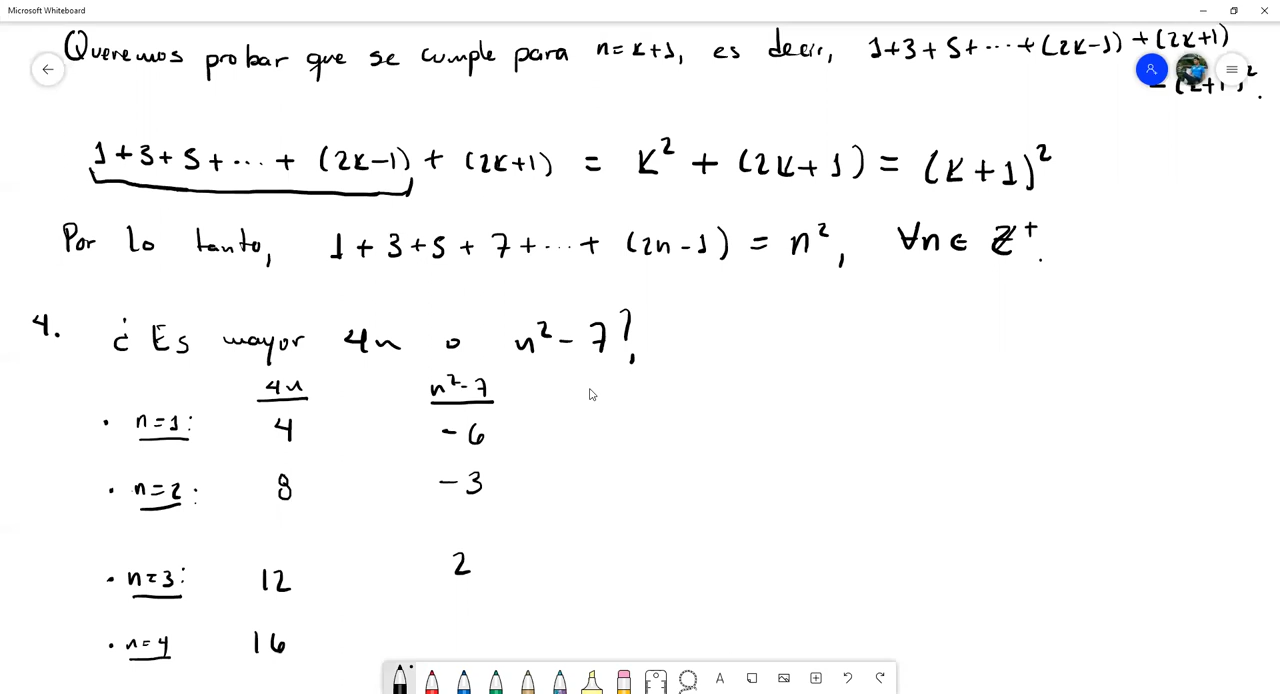 Microsoft Whiteboard
Queremos probar que se cumple para n=k+1, es decir, 1+3+5+⋯+(2k-1)+(2k+1)
= (k+1)².
1+3+5+⋯+(2k-1)+(2k+1) = k²+(2k+1) = (k+1)²
Por lo tanto, 1+3+5+7+⋯+(2n-1) = n², ∀n∈ℤ⁺.
4. ¿Es mayor 4n o n²-7?
4n n²-7
· n=1: 4 -6
· n=2: 8 -3
· n=3: 12 2
· n=4 16
A